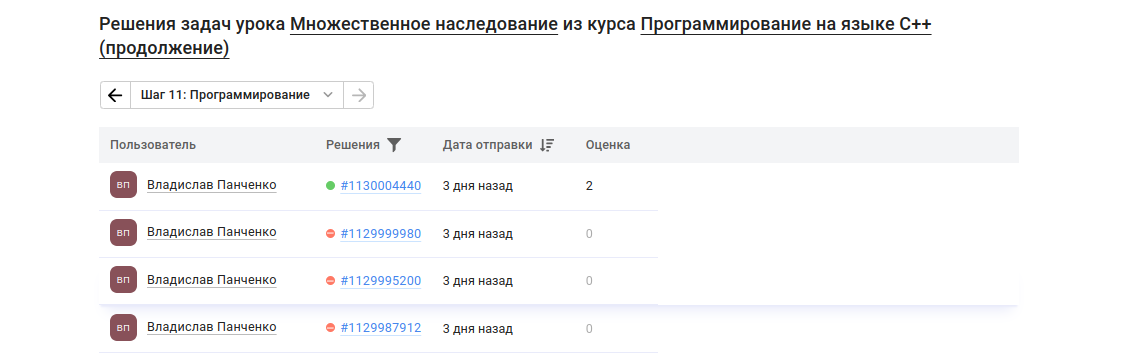 Решения задач урока Множественное наследование из курса Программирование на языке C++
(продолжение)
Шаг 11: Программирование
Пользователь Решения Дата отправки Оценка
ВП Владислав Панченко #1130004440 3 дня назад 2
ВП Владислав Панченко #1129999980 3 дня назад 0
ВП Владислав Панченко #1129995200 3 дня назад 0
ВП Владислав Панченко #1129987912 3 дня назад 0